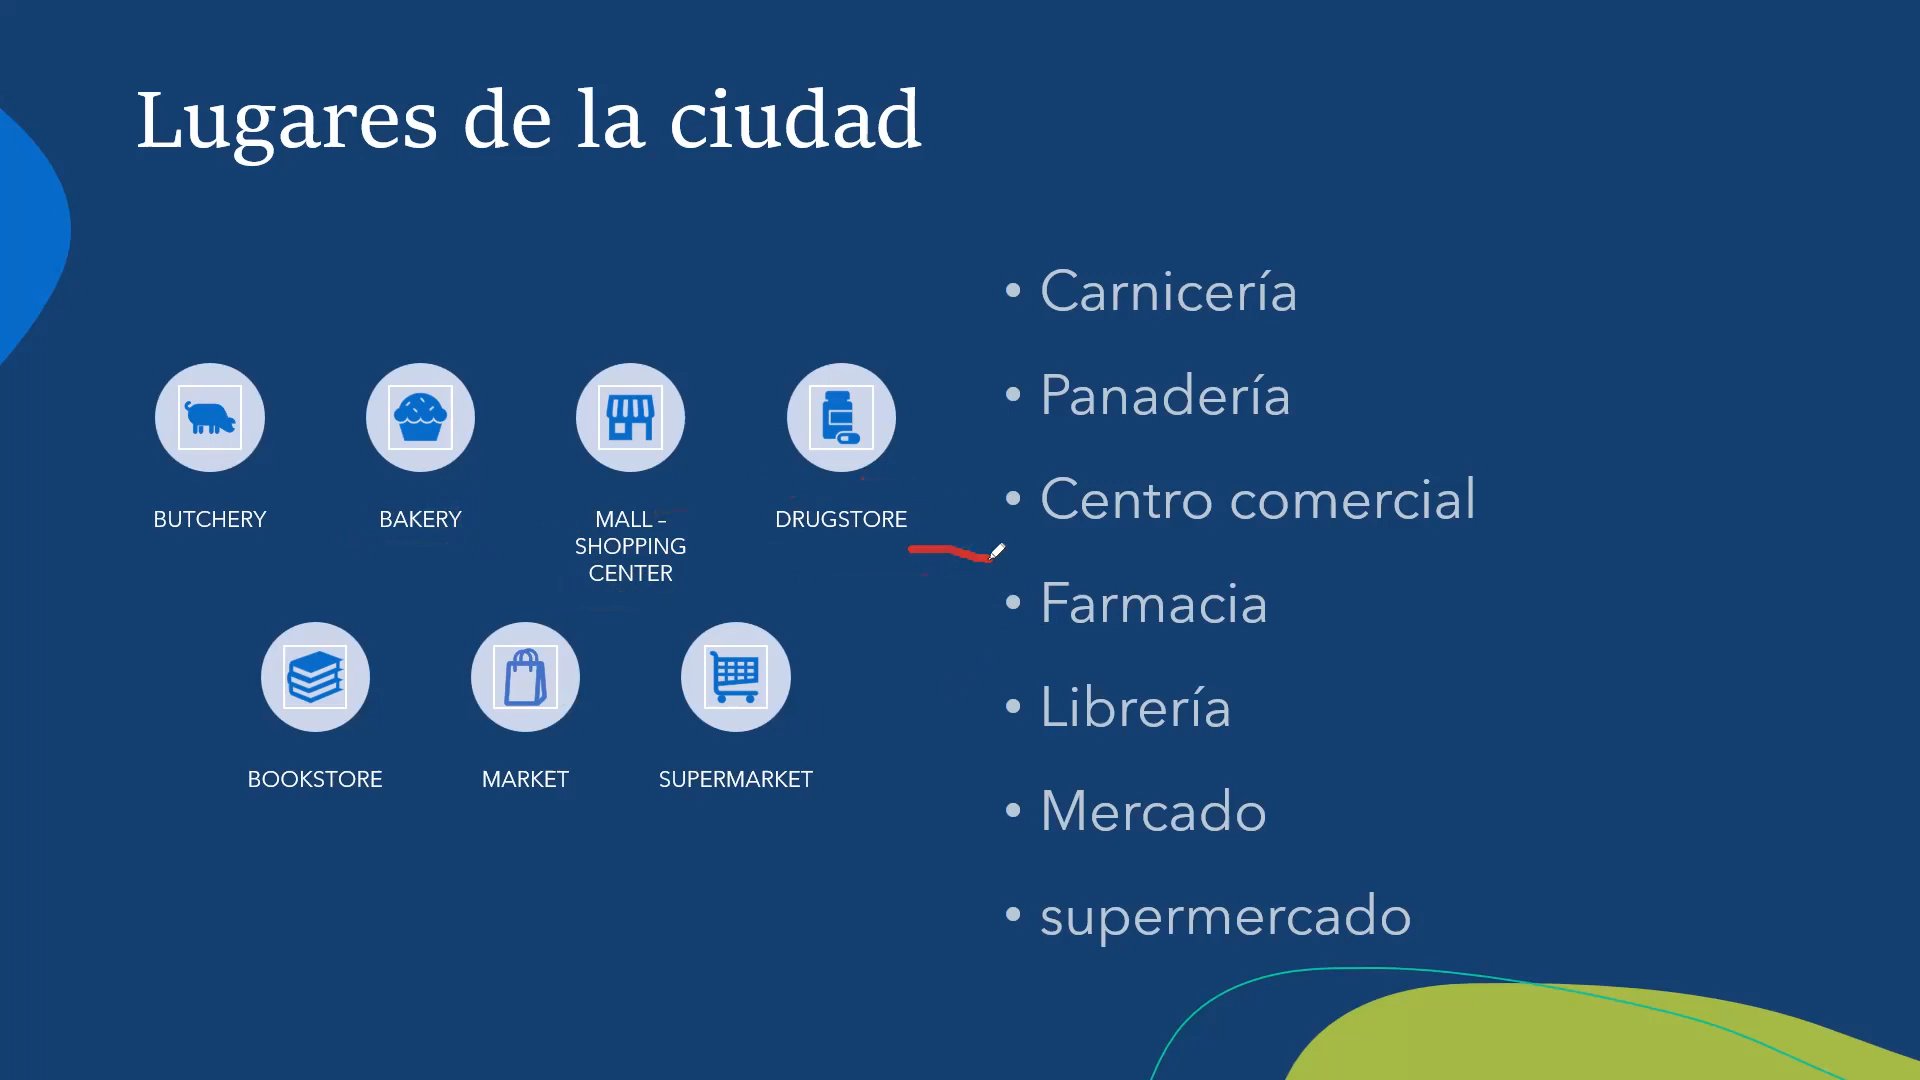 Lugares de la ciudad
BUTCHERY
BAKERY
MALL –
SHOPPING
CENTER
DRUGSTORE
BOOKSTORE
MARKET
SUPERMARKET
• Carnicería
• Panadería
• Centro comercial
• Farmacia
• Librería
• Mercado
• supermercado